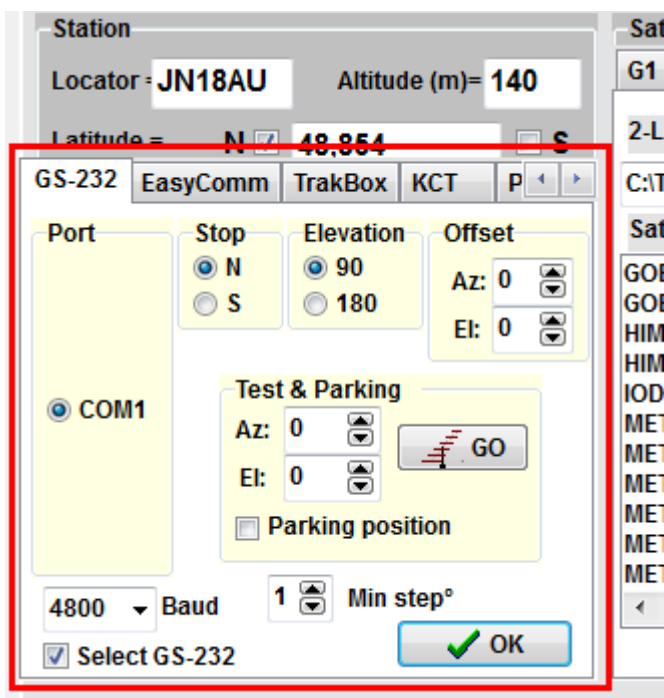 Station
Locator = JN18AU Altitude (m)= 140
Latitude = N 48,854 S
GS-232 EasyComm TrakBox KCT P
Port Stop Elevation Offset
N 90 Az: 0
S 180 El: 0
COM1
Test & Parking
Az: 0
El: 0
GO
Parking position
4800 Baud 1 Min step°
Select GS-232 OK
Sat
G1
2-L
C:\T
Sat
GOE
GOE
HIM
HIM
IOD
MET
MET
MET
MET
MET
MET